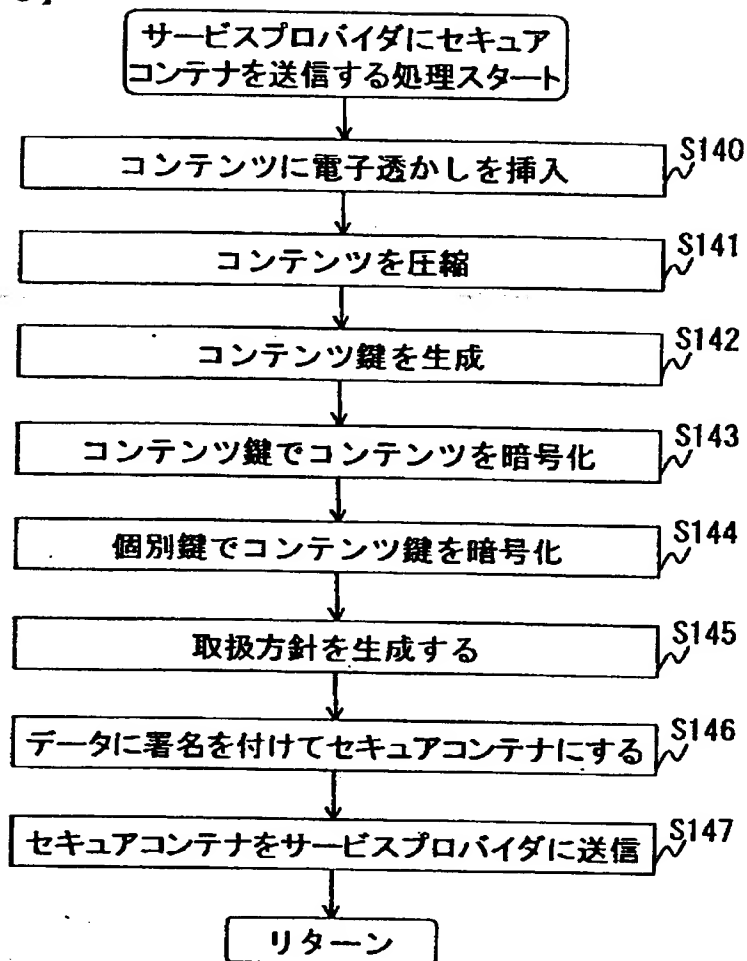 サービスプロバイダにセキュア
コンテナを送信する処理スタート
コンテンツに電子透かしを挿入 S140
コンテンツを圧縮 S141
コンテンツ鍵を生成 S142
コンテンツ鍵でコンテンツを暗号化 S143
個別鍵でコンテンツ鍵を暗号化 S144
取扱方針を生成する S145
データに署名を付けてセキュアコンテナにする S146
セキュアコンテナをサービスプロバイダに送信 S147
リターン